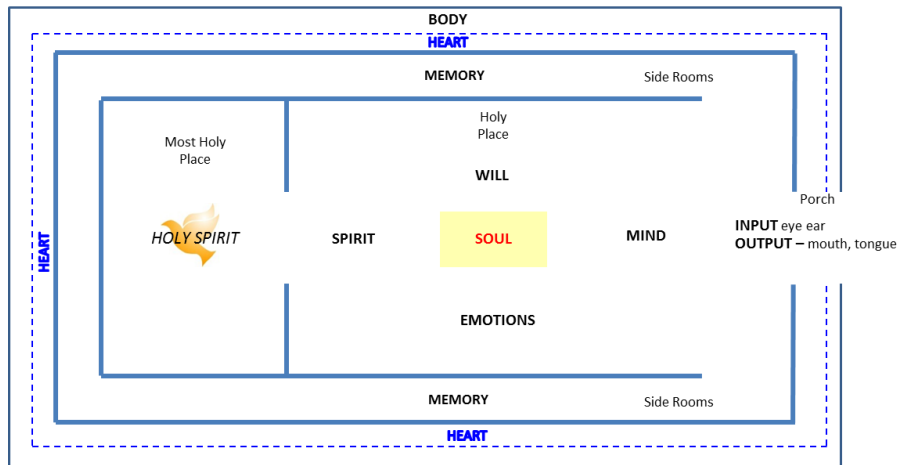 BODY
HEART
MEMORY
Side Rooms
Holy
Place
Most Holy
Place
WILL
Porch
HOLY SPIRIT
SPIRIT
SOUL
MIND
INPUT eye ear
OUTPUT – mouth, tongue
HEART
EMOTIONS
MEMORY
Side Rooms
HEART